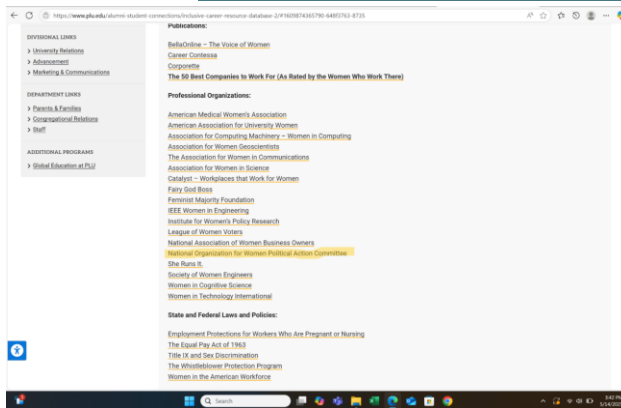 https://www.plu.edu/alumni-student-connections/inclusive-career-resource-database-2/#1609874365790-64f83763-8735
DIVISIONAL LINKS
> University Relations
> Advancement
> Marketing & Communications
DEPARTMENT LINKS
> Parents & Families
> Congregational Relations
> Staff
ADDITIONAL PROGRAMS
> Global Education at PLU
Publications:
BellaOnline – The Voice of Women
Career Contessa
Corporette
The 50 Best Companies to Work For (As Rated by the Women Who Work There)
Professional Organizations:
American Medical Women's Association
American Association for University Women
Association for Computing Machinery – Women in Computing
Association for Women Geoscientists
The Association for Women in Communications
Association for Women in Science
Catalyst – Workplaces that Work for Women
Fairy God Boss
Feminist Majority Foundation
IEEE Women in Engineering
Institute for Women's Policy Research
League of Women Voters
National Association of Women Business Owners
National Organization for Women Political Action Committee
She Runs It.
Society of Women Engineers
Women in Cognitive Science
Women in Technology International
State and Federal Laws and Policies:
Employment Protections for Workers Who Are Pregnant or Nursing
The Equal Pay Act of 1963
Title IX and Sex Discrimination
The Whistleblower Protection Program
Women in the American Workforce
Search